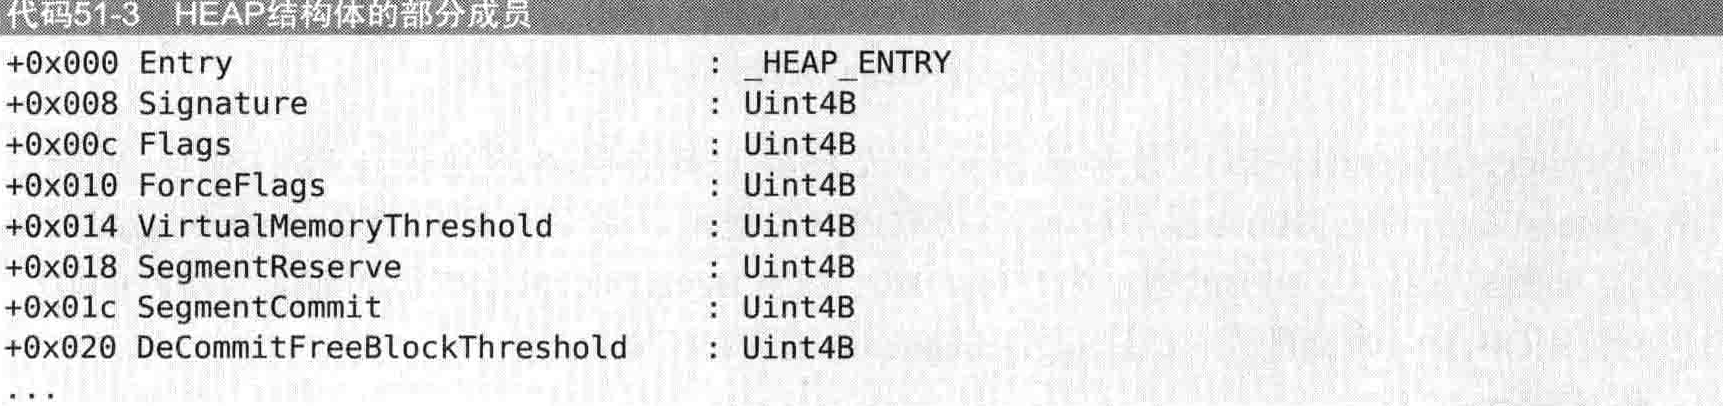 代码51-3 HEAP结构体的部分成员
+0x000 Entry : _HEAP_ENTRY
+0x008 Signature : Uint4B
+0x00c Flags : Uint4B
+0x010 ForceFlags : Uint4B
+0x014 VirtualMemoryThreshold : Uint4B
+0x018 SegmentReserve : Uint4B
+0x01c SegmentCommit : Uint4B
+0x020 DeCommitFreeBlockThreshold : Uint4B
...